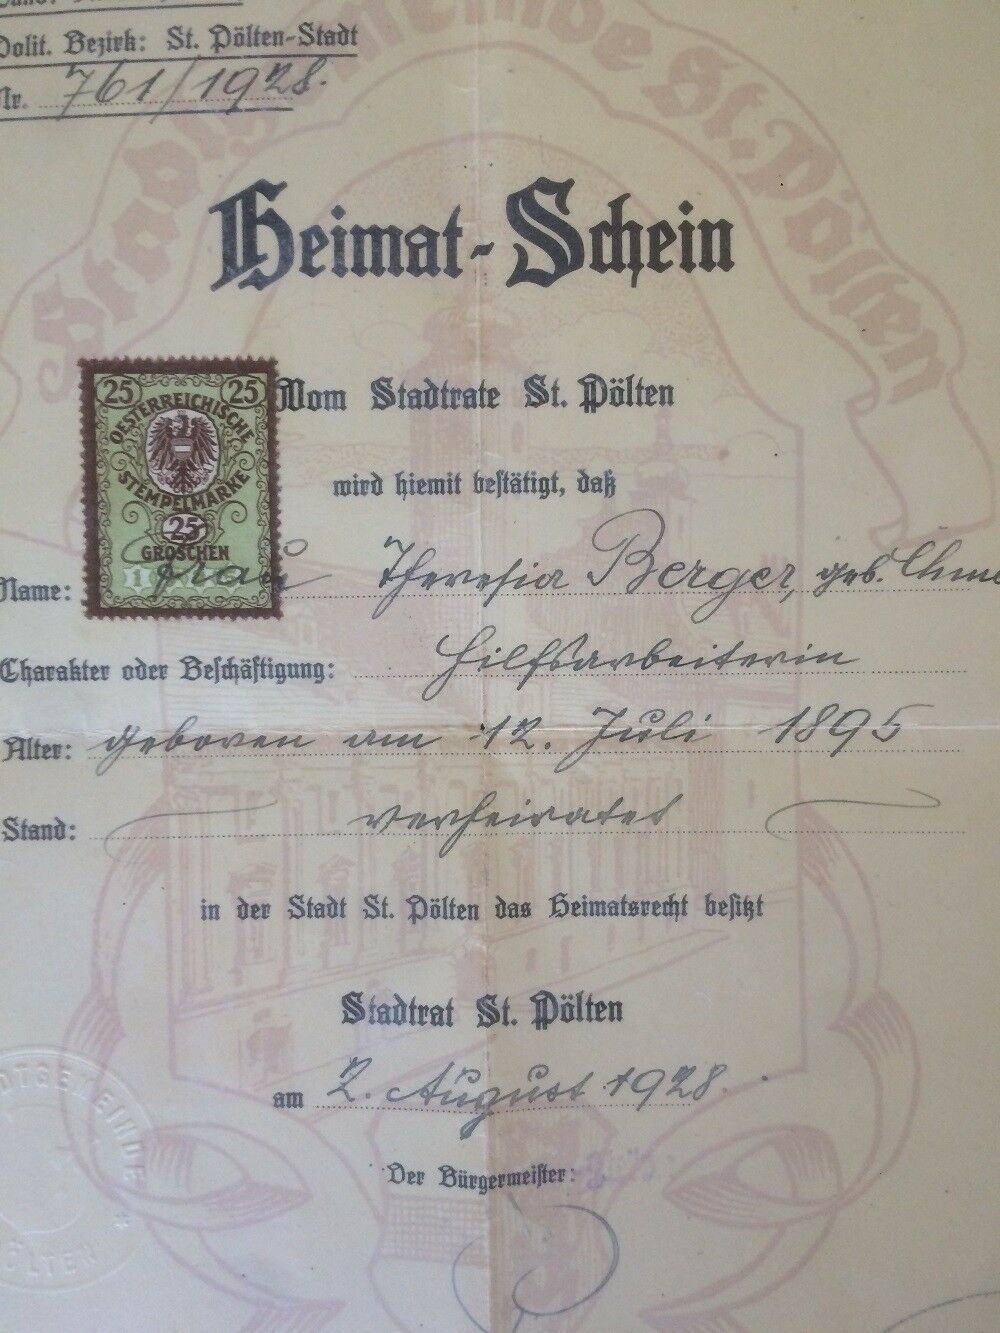 Polit. Bezirk: St. Pölten-Stadt
Nr. 761/1928.
Stadtgemeinde St. Pölten
Heimat-Schein
25 25
OESTERREICHISCHE
STEMPELMARKE
25
GROSCHEN
Vom Stadtrate St. Pölten
wird hiemit bestätigt, daß
Name: Frau Theresia Berger, geb.
Charakter oder Beschäftigung: Hilfsarbeiterin
Alter: geboren am 12. Juli 1895
Stand: verheiratet
in der Stadt St. Pölten das Heimatsrecht besitzt
Stadtrat St. Pölten
am 2. August 1928.
Der Bürgermeister: